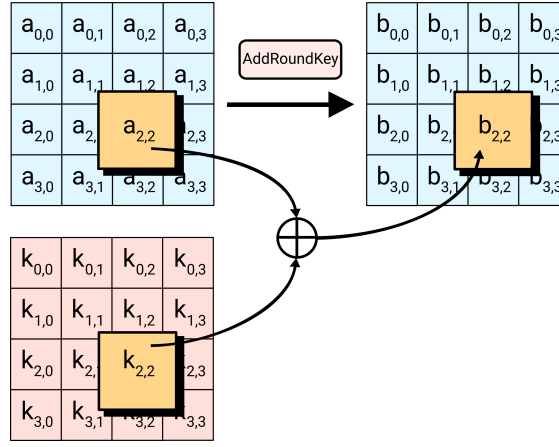 a0,0 a0,1 a0,2 a0,3
a1,0 a1,1 a1,2 a1,3
a2,0 a2, a2,2 2,3
a3,0 a3,1 a3,2 a3,3
AddRoundKey
b0,0 b0,1 b0,2 b0,3
b1,0 b1,1 b1,2 b1,3
b2,0 b2, b2,2 2,3
b3,0 b3,1 b3,2 b3,3
k0,0 k0,1 k0,2 k0,3
k1,0 k1,1 k1,2 k1,3
k2,0 k2, k2,2 2,3
k3,0 k3,1 k3,2 k3,3